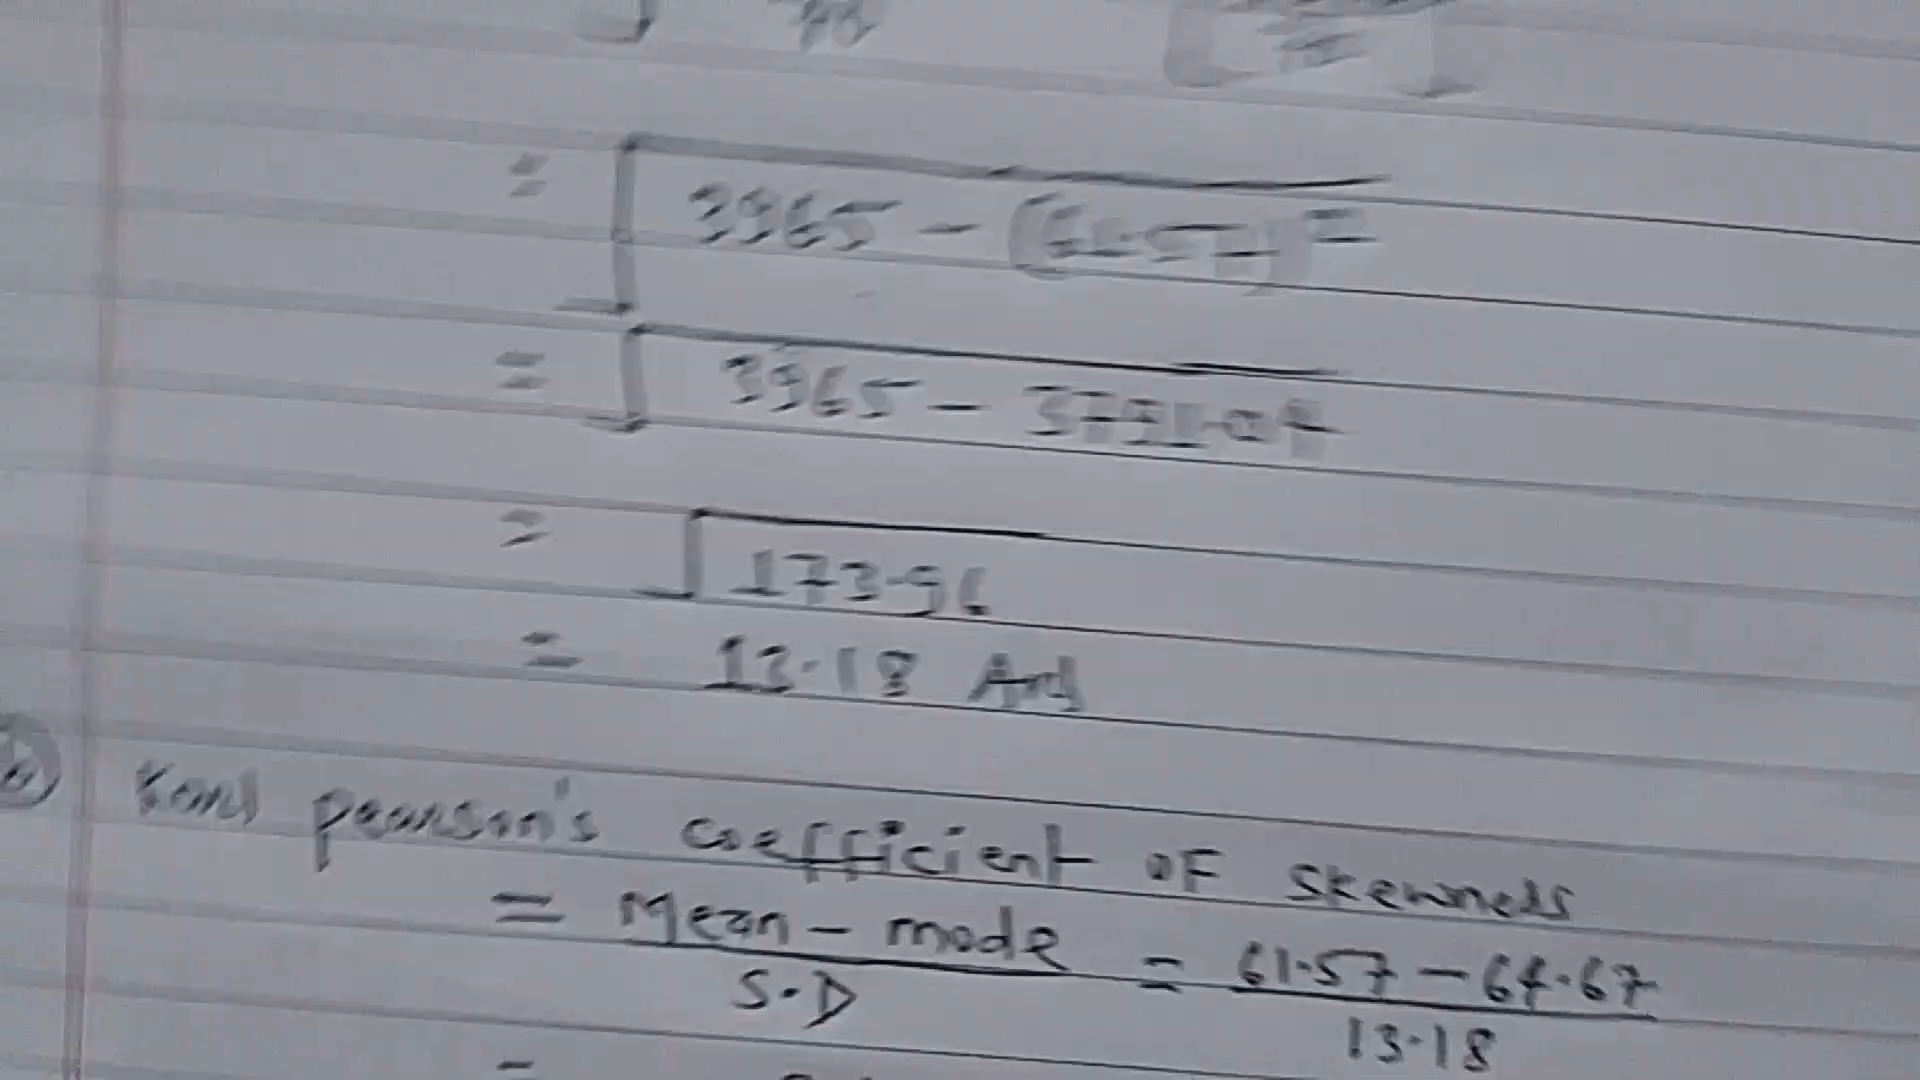 = √3965 - (61.57)²
= √3965 - 3791.04
= √173.96
= 13.18 Ans
Karl pearson's coefficient OF skewness
= Mean - mode / S.D = 61.57 - 64.67 / 13.18
=